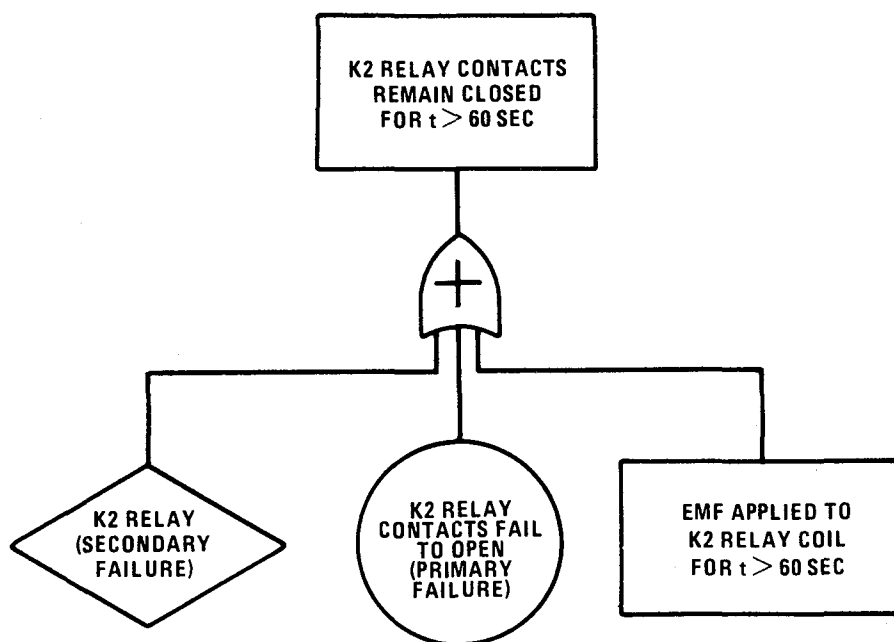 K2 RELAY CONTACTS
REMAIN CLOSED
FOR t > 60 SEC
+
K2 RELAY
(SECONDARY
FAILURE)
K2 RELAY
CONTACTS FAIL
TO OPEN
(PRIMARY
FAILURE)
EMF APPLIED TO
K2 RELAY COIL
FOR t > 60 SEC